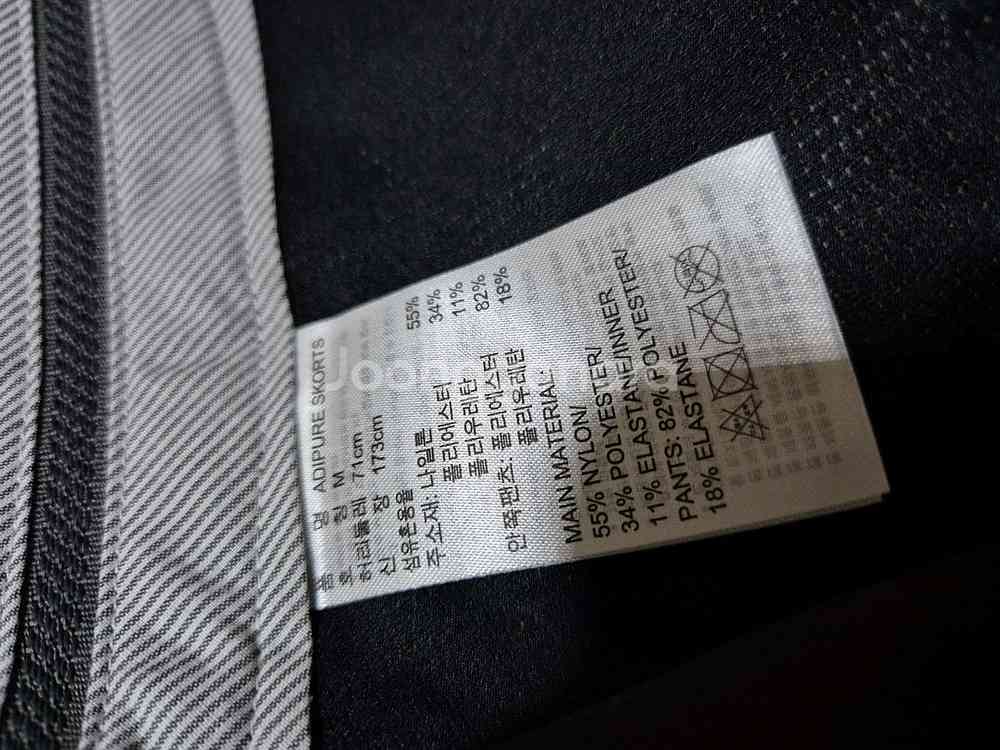 품 명 ADIPURE SKORTS
호 칭 M
허리둘레 71cm
신 장 173cm
섬유혼용율
주소재: 나일론 55%
폴리에스터 34%
폴리우레탄 11%
안쪽팬츠: 폴리에스터 82%
폴리우레탄 18%
MAIN MATERIAL:
NYLON/
55% NYLON/
34% POLYESTER/
11% ELASTANE/INNER
PANTS: 82% POLYESTER/
18% ELASTANE
Joon